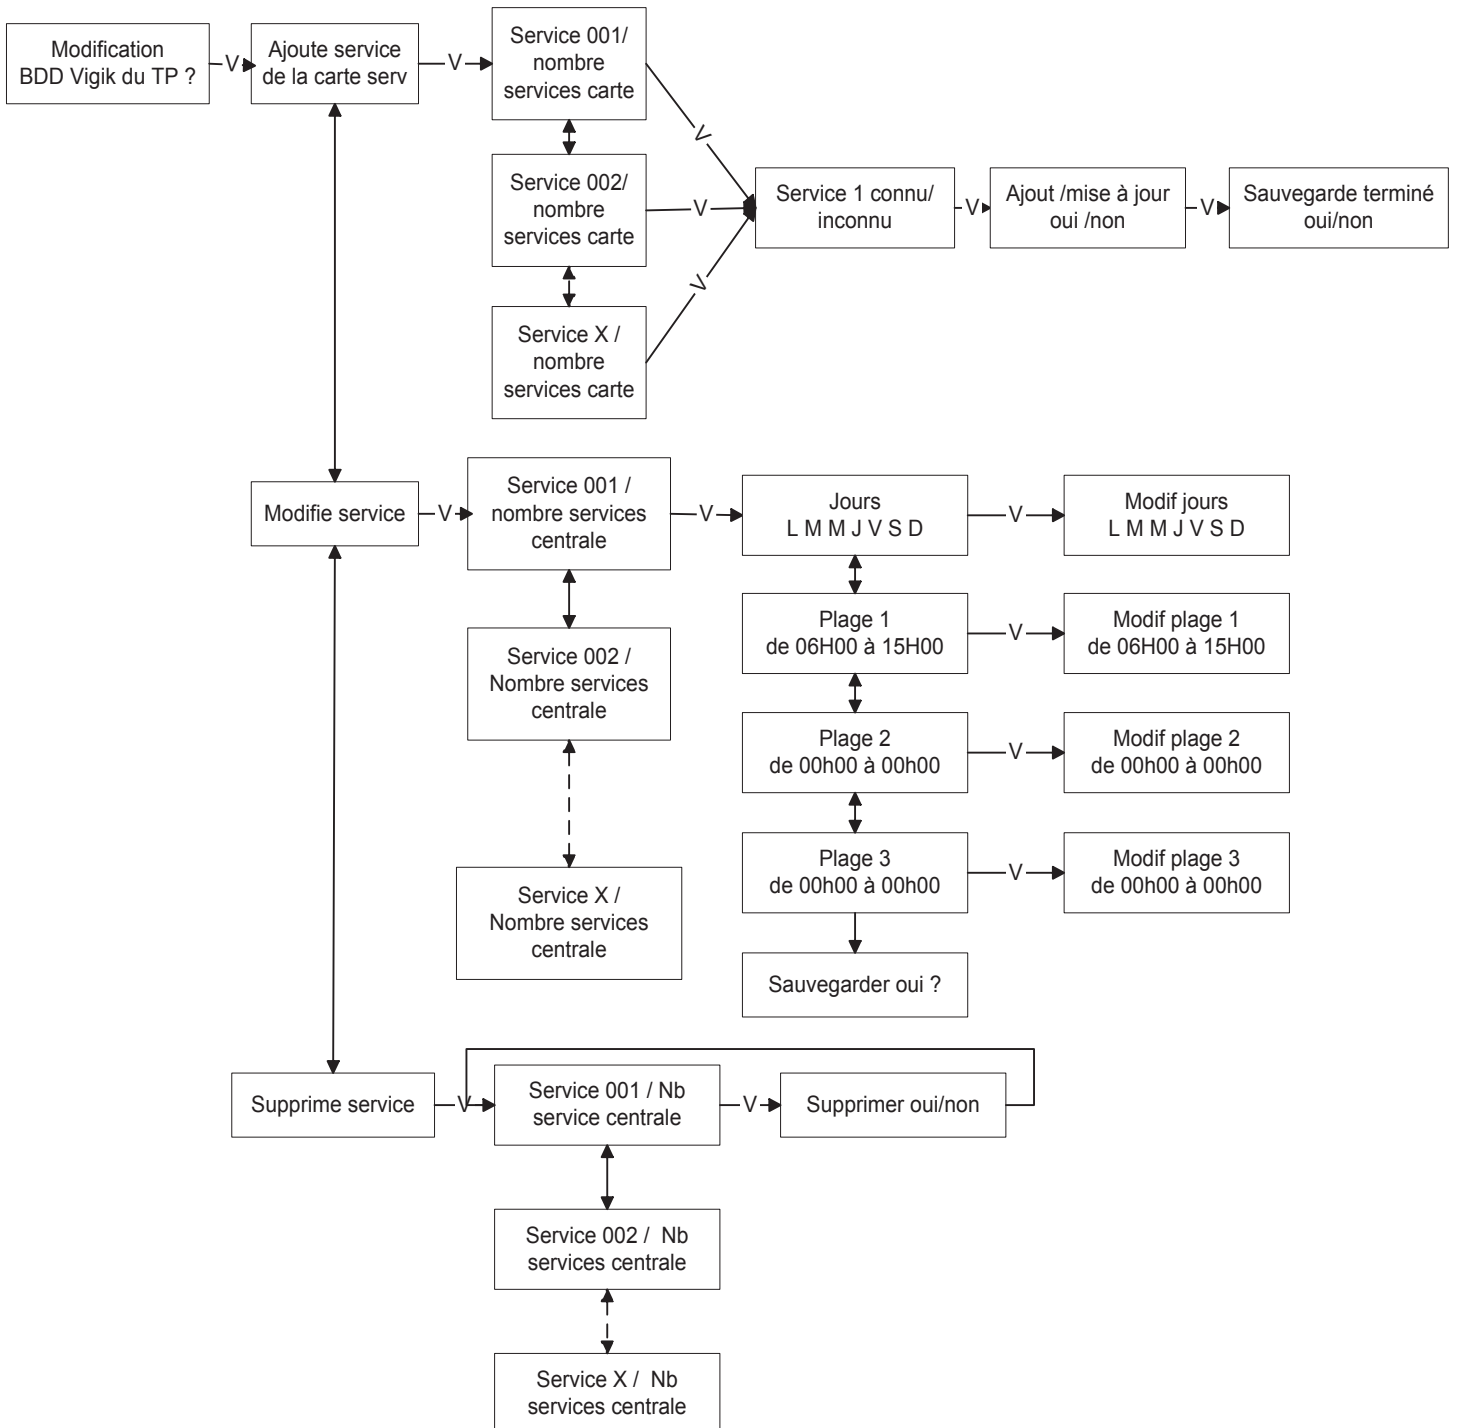 Modification
BDD Vigik du TP ?
V
Ajoute service
de la carte serv
V
Service 001/
nombre
services carte
V
Service 002/
nombre
services carte
V
Service X /
nombre
services carte
V
Service 1 connu/
inconnu
V
Ajout /mise à jour
oui /non
V
Sauvegarde terminé
oui/non
Modifie service
V
Service 001 /
nombre services
centrale
V
Jours
L M M J V S D
V
Modif jours
L M M J V S D
Service 002 /
Nombre services
centrale
Plage 1
de 06H00 à 15H00
V
Modif plage 1
de 06H00 à 15H00
Plage 2
de 00h00 à 00h00
V
Modif plage 2
de 00h00 à 00h00
Service X /
Nombre services
centrale
Plage 3
de 00h00 à 00h00
V
Modif plage 3
de 00h00 à 00h00
Sauvegarder oui ?
Supprime service
V
Service 001 / Nb
service centrale
V
Supprimer oui/non
Service 002 / Nb
services centrale
Service X / Nb
services centrale